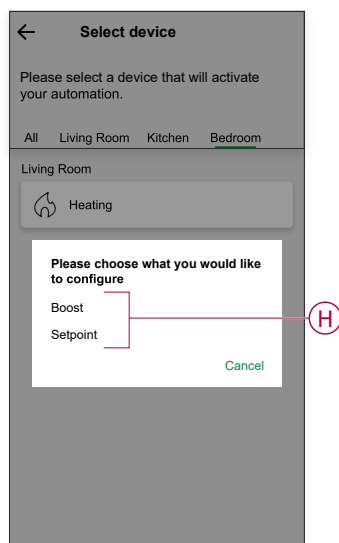 Select device
Please select a device that will activate
your automation.
All Living Room Kitchen Bedroom
Living Room
Heating
Please choose what you would like
to configure
Boost
Setpoint
H
Cancel